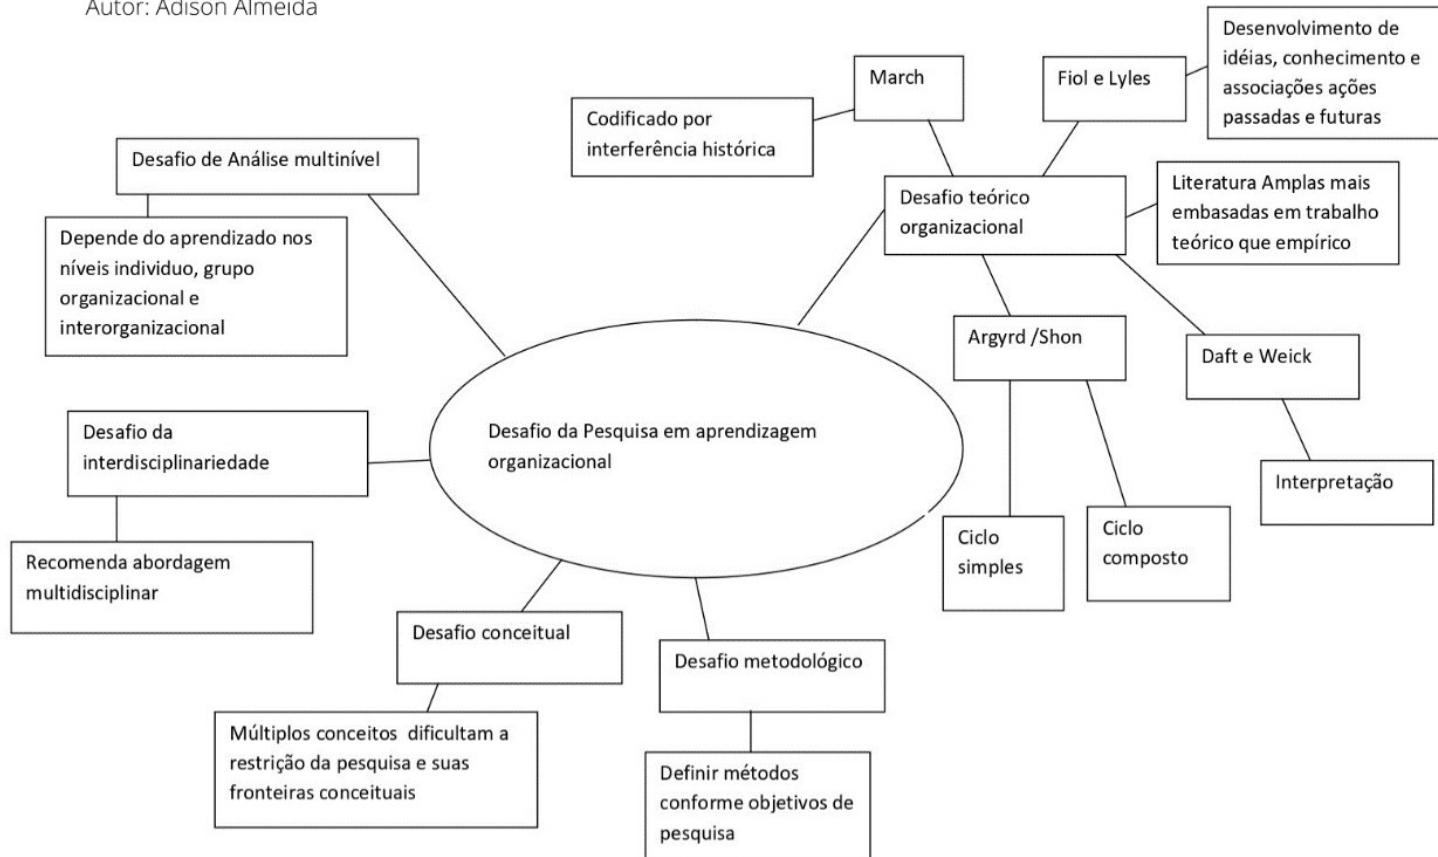 Autor: Adison Almeida
Desenvolvimento de
idéias, conhecimento e
associações ações
passadas e futuras
March
Fiol e Lyles
Codificado por
interferência histórica
Desafio de Análise multinível
Depende do aprendizado nos
níveis individuo, grupo
organizacional e
interorganizacional
Desafio teórico
organizacional
Literatura Amplas mais
embasadas em trabalho
teórico que empírico
Argyrd /Shon
Daft e Weick
Desafio da
interdisciplinariedade
Desafio da Pesquisa em aprendizagem
organizacional
Interpretação
Ciclo
simples
Ciclo
composto
Recomenda abordagem
multidisciplinar
Desafio conceitual
Desafio metodológico
Múltiplos conceitos  dificultam a
restrição da pesquisa e suas
fronteiras conceituais
Definir métodos
conforme objetivos de
pesquisa